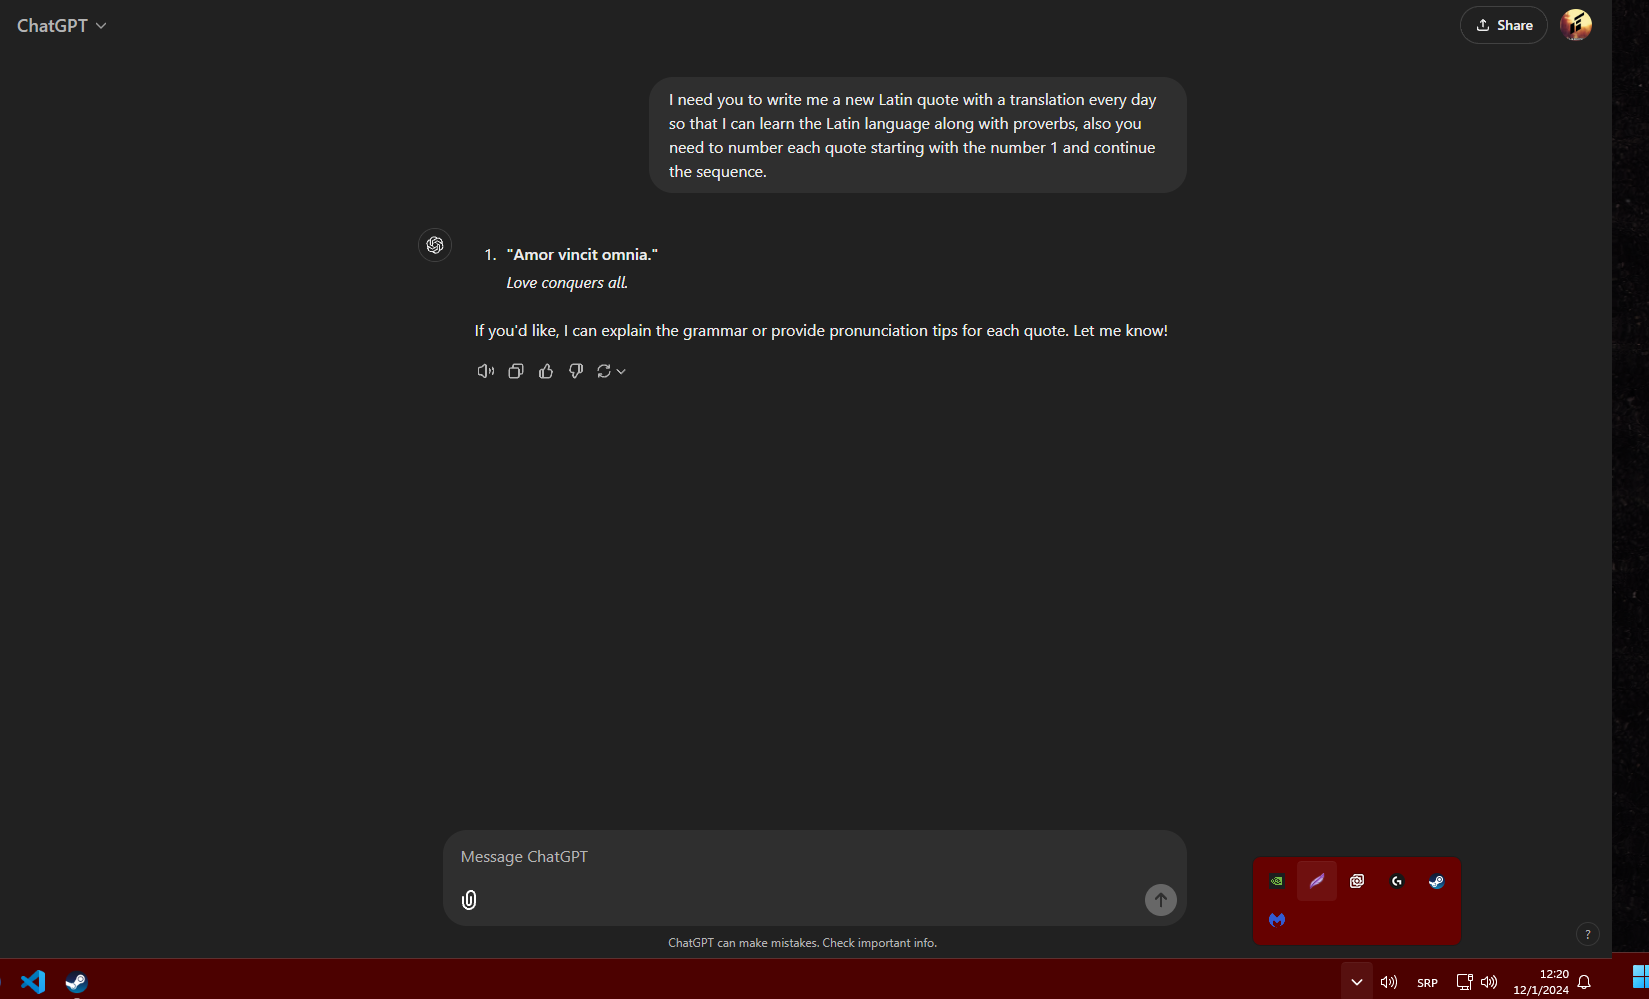 ChatGPT
Share
I need you to write me a new Latin quote with a translation every day
so that I can learn the Latin language along with proverbs, also you
need to number each quote starting with the number 1 and continue
the sequence.
1. "Amor vincit omnia."
Love conquers all.
If you'd like, I can explain the grammar or provide pronunciation tips for each quote. Let me know!
Message ChatGPT
ChatGPT can make mistakes. Check important info.
?
SRP
12:20
12/1/2024